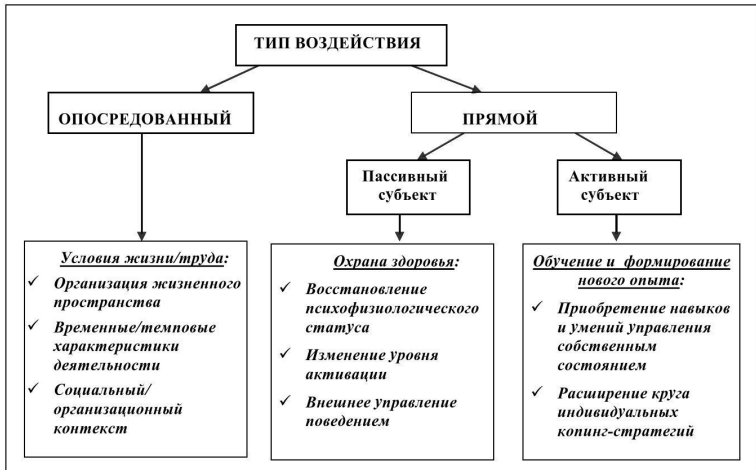 ТИП ВОЗДЕЙСТВИЯ
ОПОСРЕДОВАННЫЙ
ПРЯМОЙ
Пассивный
субъект
Активный
субъект
Условия жизни/труда:
✓ Организация жизненного
пространства
✓ Временные/темповые
характеристики
деятельности
✓ Социальный/
организационный
контекст
Охрана здоровья:
✓ Восстановление
психофизиологического
статуса
✓ Изменение уровня
активации
✓ Внешнее управление
поведением
Обучение и формирование
нового опыта:
✓ Приобретение навыков
и умений управления
собственным
состоянием
✓ Расширение круга
индивидуальных
копинг-стратегий